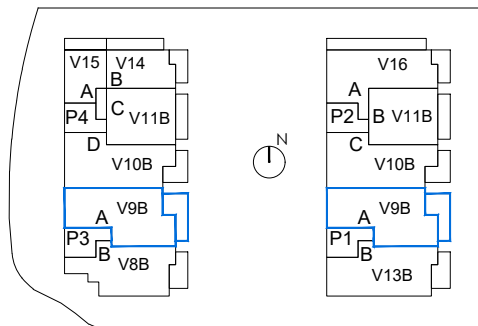 V15 V14
B
A
P4 C V11B
D
V10B
A V9B
P3
B
V8B
N
V16
A
P2 B V11B
C
V10B
A V9B
P1
B
V13B